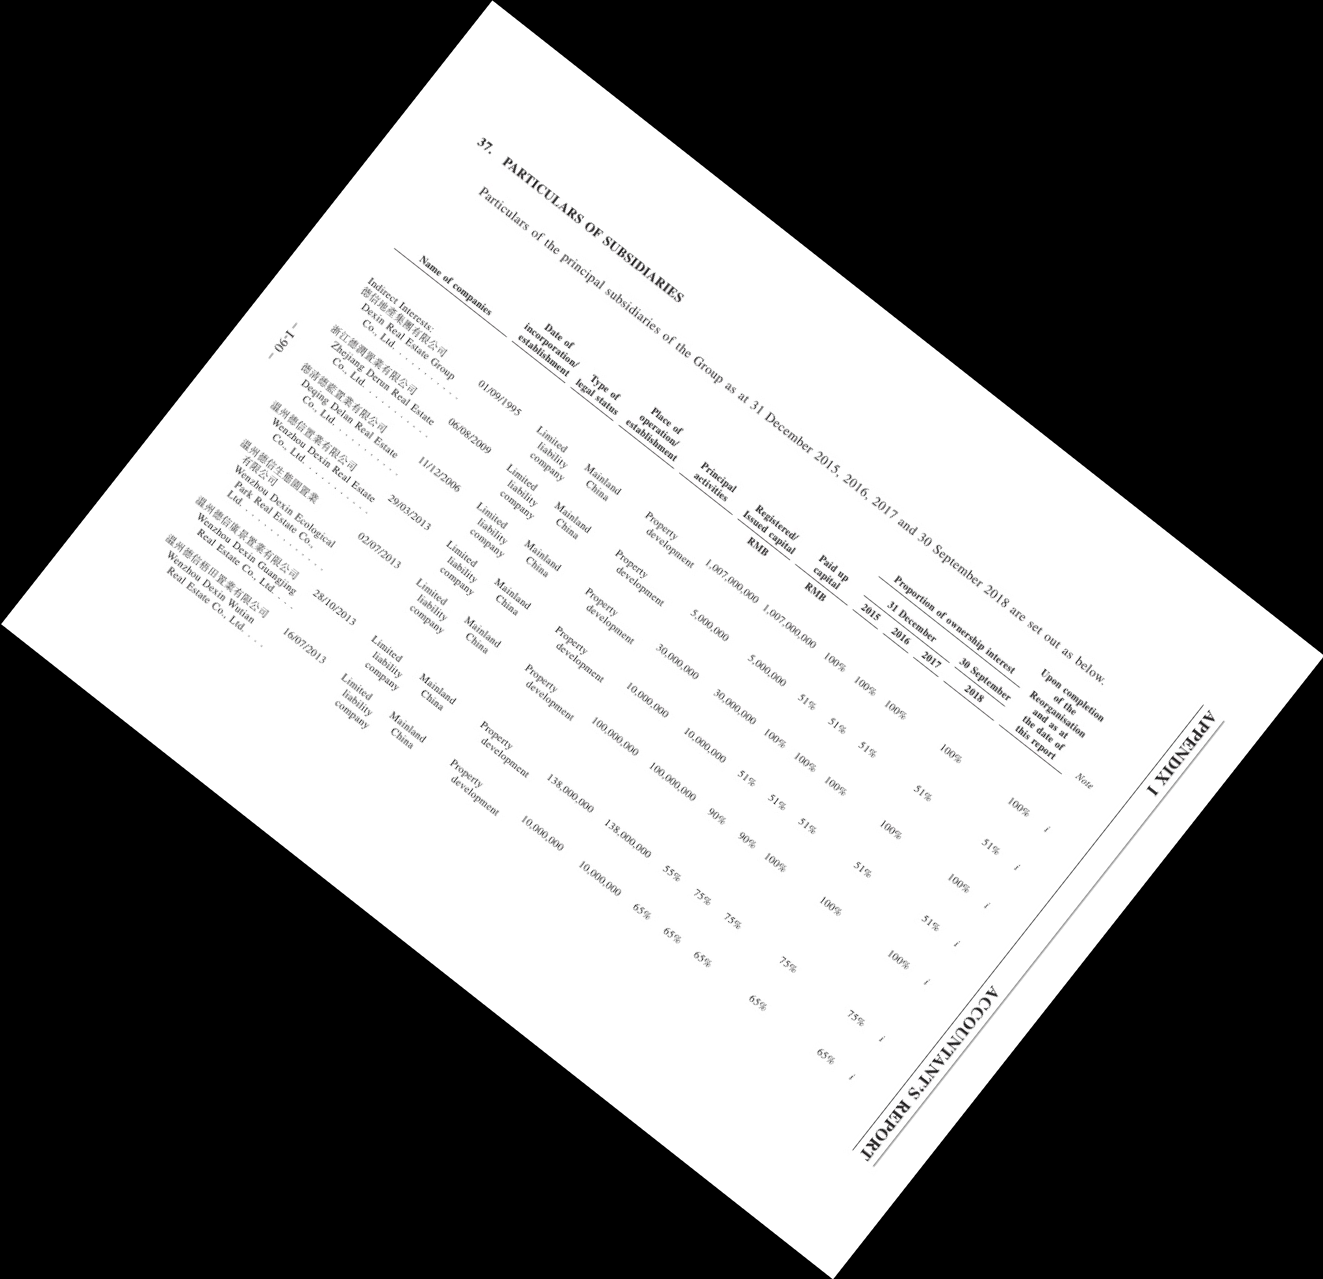 APPENDIX I
ACCOUNTANT'S REPORT
37. PARTICULARS OF SUBSIDIARIES
Particulars of the principal subsidiaries of the Group as at 31 December 2015, 2016, 2017 and 30 September 2018 are set out as below.
Name of companies
Date of
incorporation/
establishment
Type of
legal status
Place of
operation/
establishment
Principal
activities
Registered/
Issued capital
RMB
Paid up
capital
RMB
Proportion of ownership interest
31 December
2015 2016 2017
30 September
2018
Upon completion
of the
Reorganisation
and as at
the date of
this report
Note
Indirect Interests:
德信地產集團有限公司
Dexin Real Estate Group
Co., Ltd. . . . . . . . . . . . 01/09/1995 Limited liability company Mainland China Property development 1,007,000,000 1,007,000,000 100% 100% 100% 100% 100% i
浙江德潤置業有限公司
Zhejiang Derun Real Estate
Co., Ltd. . . . . . . . . . . . 06/08/2009 Limited liability company Mainland China Property development 5,000,000 5,000,000 51% 51% 51% 51% 51% i
德清德藍置業有限公司
Deqing Delan Real Estate
Co., Ltd. . . . . . . . . . . . 11/12/2006 Limited liability company Mainland China Property development 30,000,000 30,000,000 100% 100% 100% 100% 100% i
溫州德信置業有限公司
Wenzhou Dexin Real Estate
Co., Ltd. . . . . . . . . . . . 29/03/2013 Limited liability company Mainland China Property development 10,000,000 10,000,000 51% 51% 51% 51% 51% i
溫州德信生態園置業
有限公司
Wenzhou Dexin Ecological
Park Real Estate Co.,
Ltd. . . . . . . . . . . . . . . 02/07/2013 Limited liability company Mainland China Property development 100,000,000 100,000,000 90% 90% 100% 100% 100% i
溫州德信廣景置業有限公司
Wenzhou Dexin Guangjing
Real Estate Co., Ltd. . . . 28/10/2013 Limited liability company Mainland China Property development 138,000,000 138,000,000 55% 75% 75% 75% 75% i
溫州德信梧田置業有限公司
Wenzhou Dexin Wutian
Real Estate Co., Ltd. . . . 16/07/2013 Limited liability company Mainland China Property development 10,000,000 10,000,000 65% 65% 65% 65% 65% i
– I-90 –